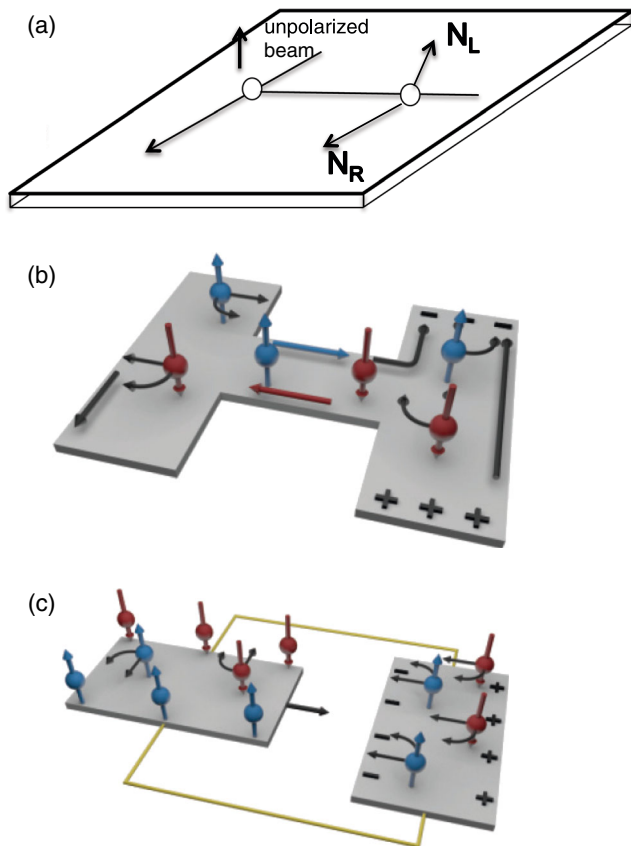 (a)
unpolarized
beam
N_L
N_R
(b)
- - -
+ + +
(c)
- +
- +
- +
- +